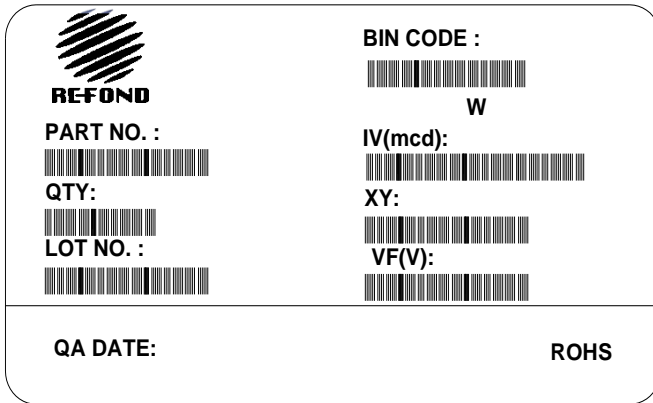 REFOND
PART NO. :
QTY:
LOT NO. :
BIN CODE :
W
IV(mcd):
XY:
VF(V):
QA DATE:
ROHS